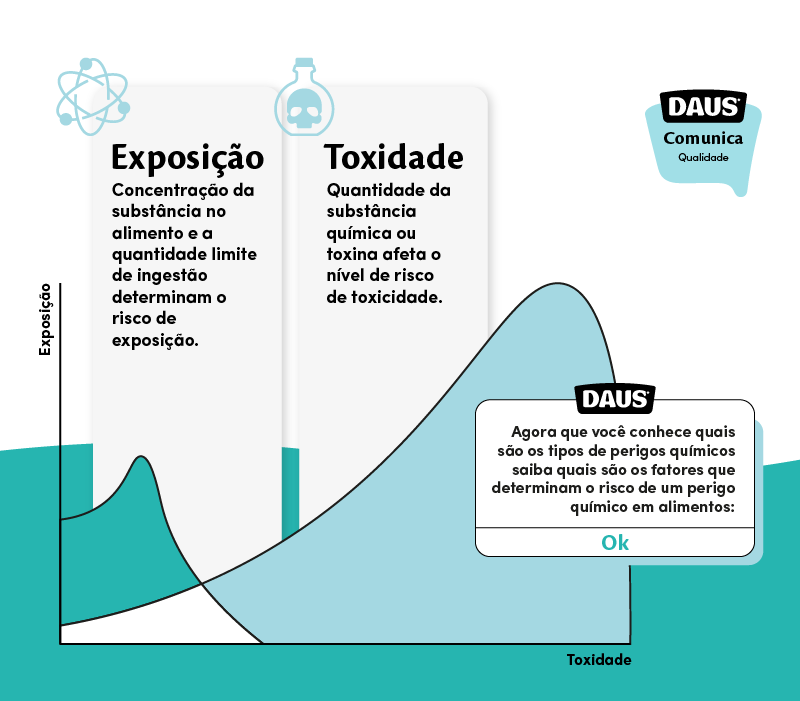 DAUS
Comunica
Qualidade
Exposição
Concentração da
substância no
alimento e a
quantidade limite
de ingestão
determinam o
risco de
exposição.
Toxidade
Quantidade da
substância
química ou
toxina afeta o
nível de risco
de toxicidade.
Exposição
DAUS
Agora que você conhece quais
são os tipos de perigos químicos
saiba quais são os fatores que
determinam o risco de um perigo
químico em alimentos:
Ok
Toxidade